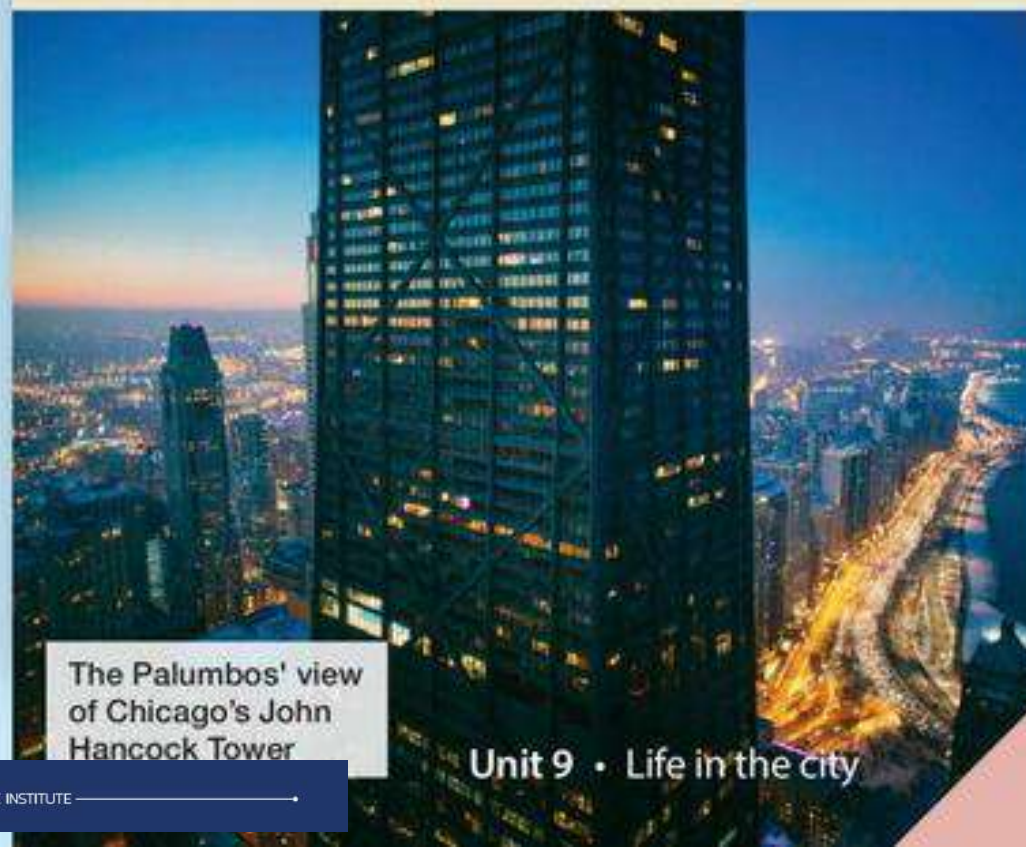 The Palumbos' view
of Chicago's John
Hancock Tower
Unit 9 • Life in the city
INSTITUTE